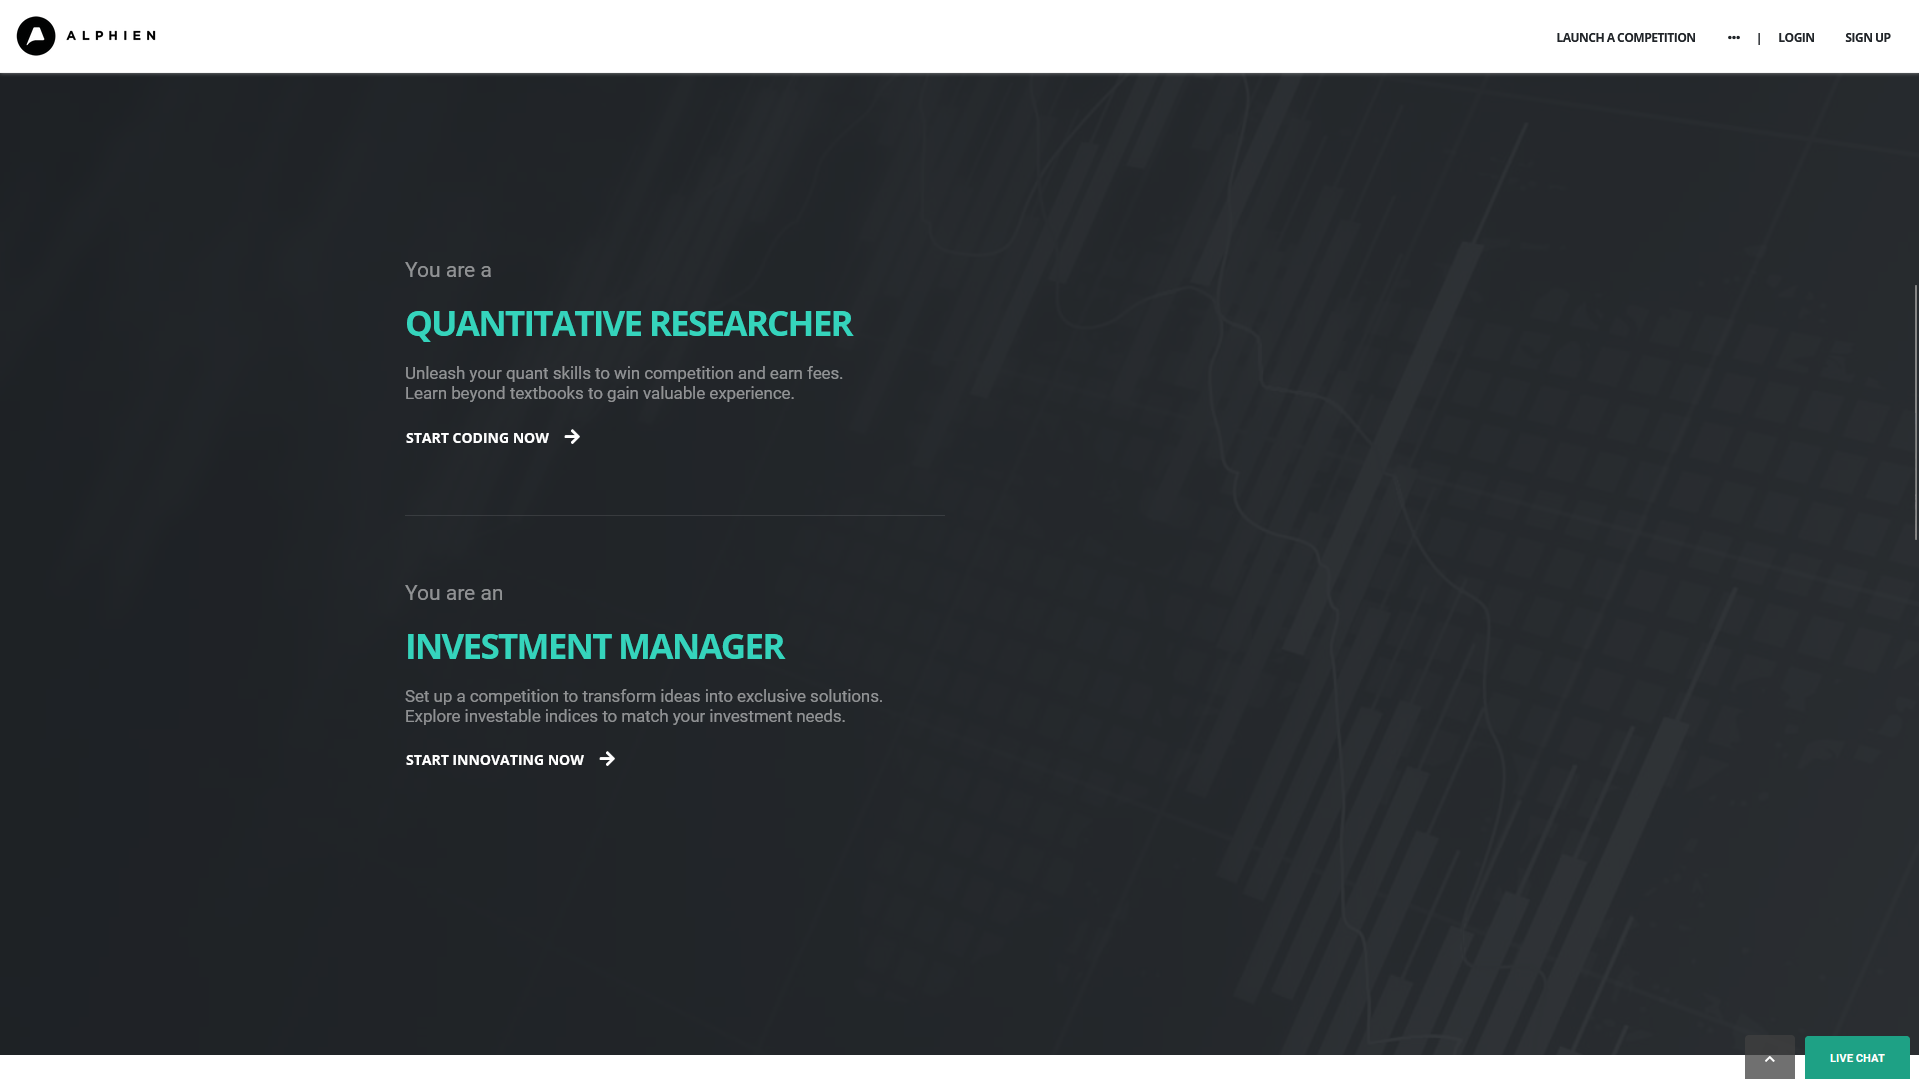 ALPHIEN
LAUNCH A COMPETITION ••• | LOGIN SIGN UP
You are a
QUANTITATIVE RESEARCHER
Unleash your quant skills to win competition and earn fees.
Learn beyond textbooks to gain valuable experience.
START CODING NOW
You are an
INVESTMENT MANAGER
Set up a competition to transform ideas into exclusive solutions.
Explore investable indices to match your investment needs.
START INNOVATING NOW
LIVE CHAT